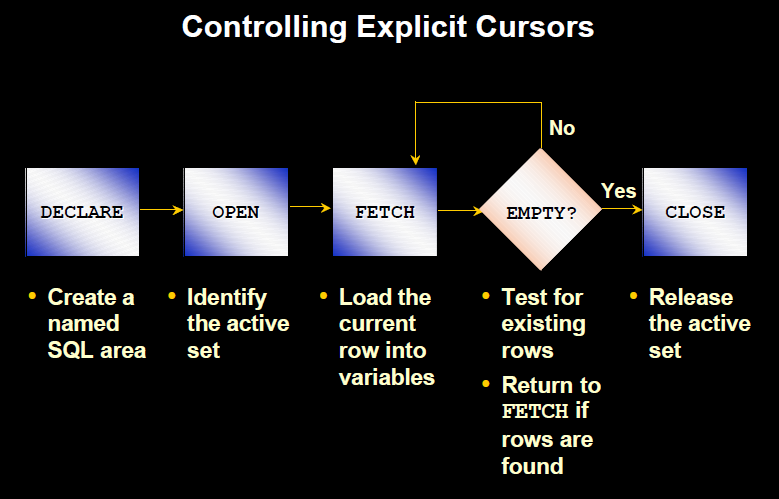 Controlling Explicit Cursors
No
Yes
DECLARE
OPEN
FETCH
EMPTY?
CLOSE
• Create a
named
SQL area
• Identify
the active
set
• Load the
current
row into
variables
• Test for
existing
rows
• Return to
FETCH if
rows are
found
• Release
the active
set